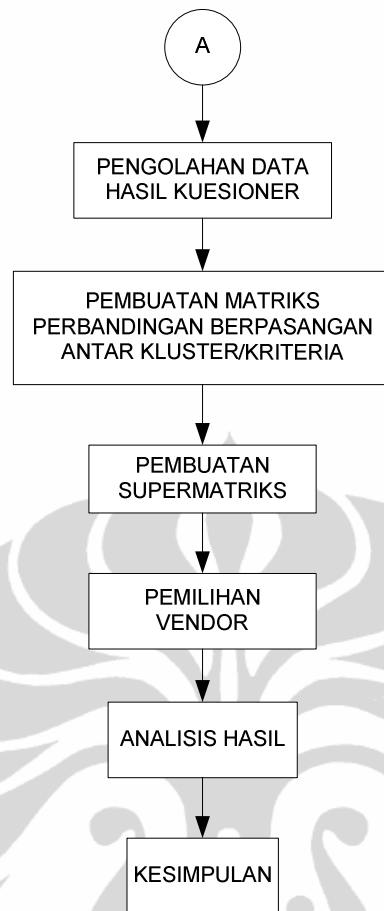 A
PENGOLAHAN DATA
HASIL KUESIONER
PEMBUATAN MATRIKS
PERBANDINGAN BERPASANGAN
ANTAR KLUSTER/KRITERIA
PEMBUATAN
SUPERMATRIKS
PEMILIHAN
VENDOR
ANALISIS HASIL
KESIMPULAN